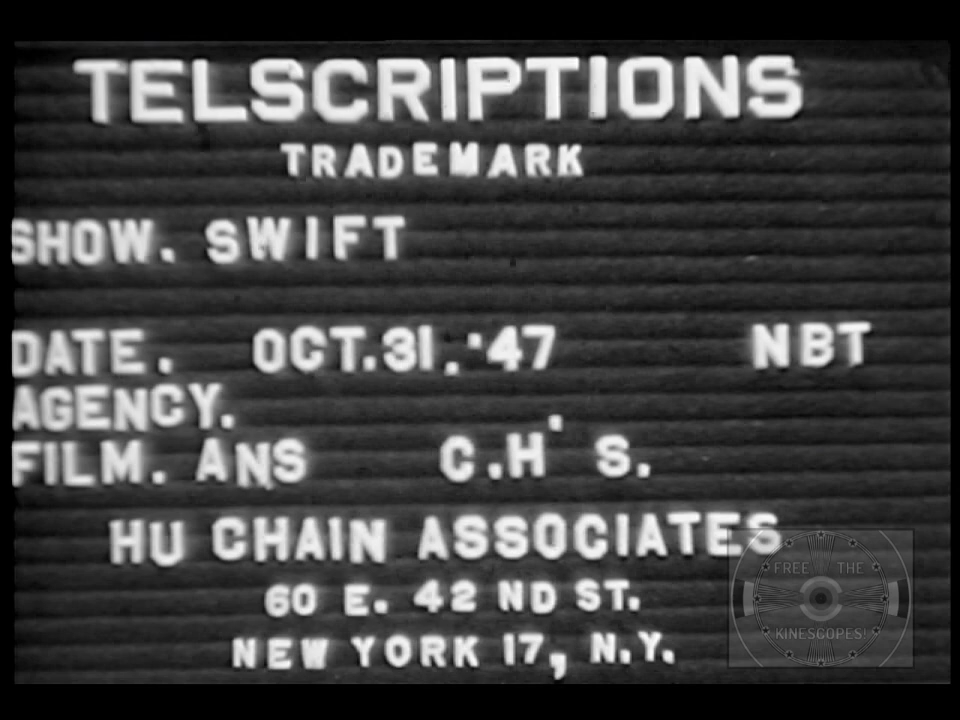 TELSCRIPTIONS
TRADEMARK
SHOW. SWIFT
DATE. OCT.31.'47 NBT
AGENCY.
FILM. ANS C.H' S.
HU CHAIN ASSOCIATES
60 E. 42 ND ST.
NEW YORK 17, N.Y.
FREE THE
KINESCOPES!